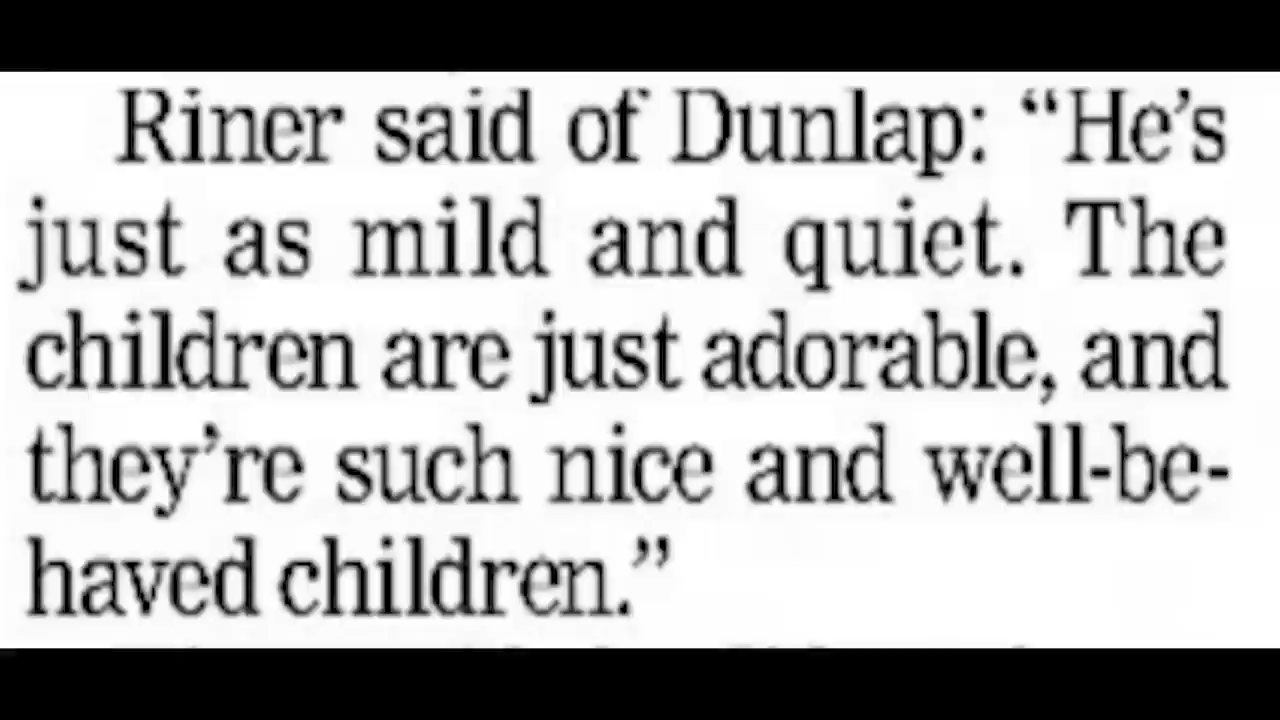 Riner said of Dunlap: “He’s
just as mild and quiet. The
children are just adorable, and
they’re such nice and well-be-
haved children.”